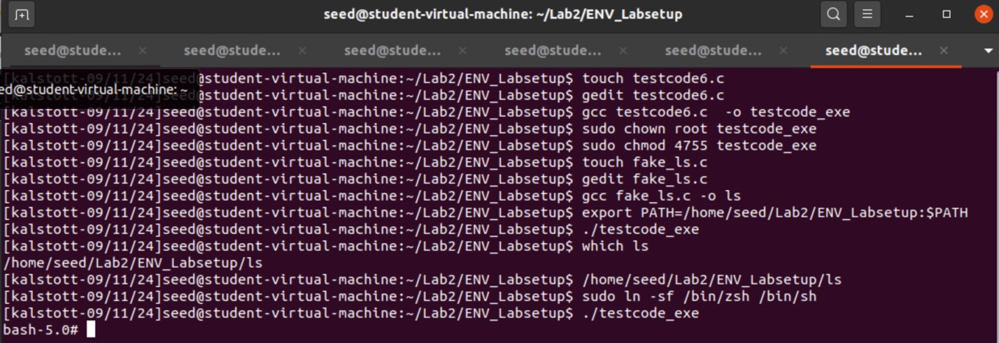 seed@student-virtual-machine: ~/Lab2/ENV_Labsetup
seed@stude... × seed@stude... × seed@stude... × seed@stude... × seed@stude... × seed@stude... ×
[kalstott-09/11/24]seed@student-virtual-machine:~/Lab2/ENV_Labsetup$ touch testcode6.c
ed@student-virtual-machine: ~
@student-virtual-machine:~/Lab2/ENV_Labsetup$ gedit testcode6.c
[kalstott-09/11/24]seed@student-virtual-machine:~/Lab2/ENV_Labsetup$ gcc testcode6.c  -o testcode_exe
[kalstott-09/11/24]seed@student-virtual-machine:~/Lab2/ENV_Labsetup$ sudo chown root testcode_exe
[kalstott-09/11/24]seed@student-virtual-machine:~/Lab2/ENV_Labsetup$ sudo chmod 4755 testcode_exe
[kalstott-09/11/24]seed@student-virtual-machine:~/Lab2/ENV_Labsetup$ touch fake_ls.c
[kalstott-09/11/24]seed@student-virtual-machine:~/Lab2/ENV_Labsetup$ gedit fake_ls.c
[kalstott-09/11/24]seed@student-virtual-machine:~/Lab2/ENV_Labsetup$ gcc fake_ls.c -o ls
[kalstott-09/11/24]seed@student-virtual-machine:~/Lab2/ENV_Labsetup$ export PATH=/home/seed/Lab2/ENV_Labsetup:$PATH
[kalstott-09/11/24]seed@student-virtual-machine:~/Lab2/ENV_Labsetup$ ./testcode_exe
[kalstott-09/11/24]seed@student-virtual-machine:~/Lab2/ENV_Labsetup$ which ls
/home/seed/Lab2/ENV_Labsetup/ls
[kalstott-09/11/24]seed@student-virtual-machine:~/Lab2/ENV_Labsetup$ /home/seed/Lab2/ENV_Labsetup/ls
[kalstott-09/11/24]seed@student-virtual-machine:~/Lab2/ENV_Labsetup$ sudo ln -sf /bin/zsh /bin/sh
[kalstott-09/11/24]seed@student-virtual-machine:~/Lab2/ENV_Labsetup$ ./testcode_exe
bash-5.0#